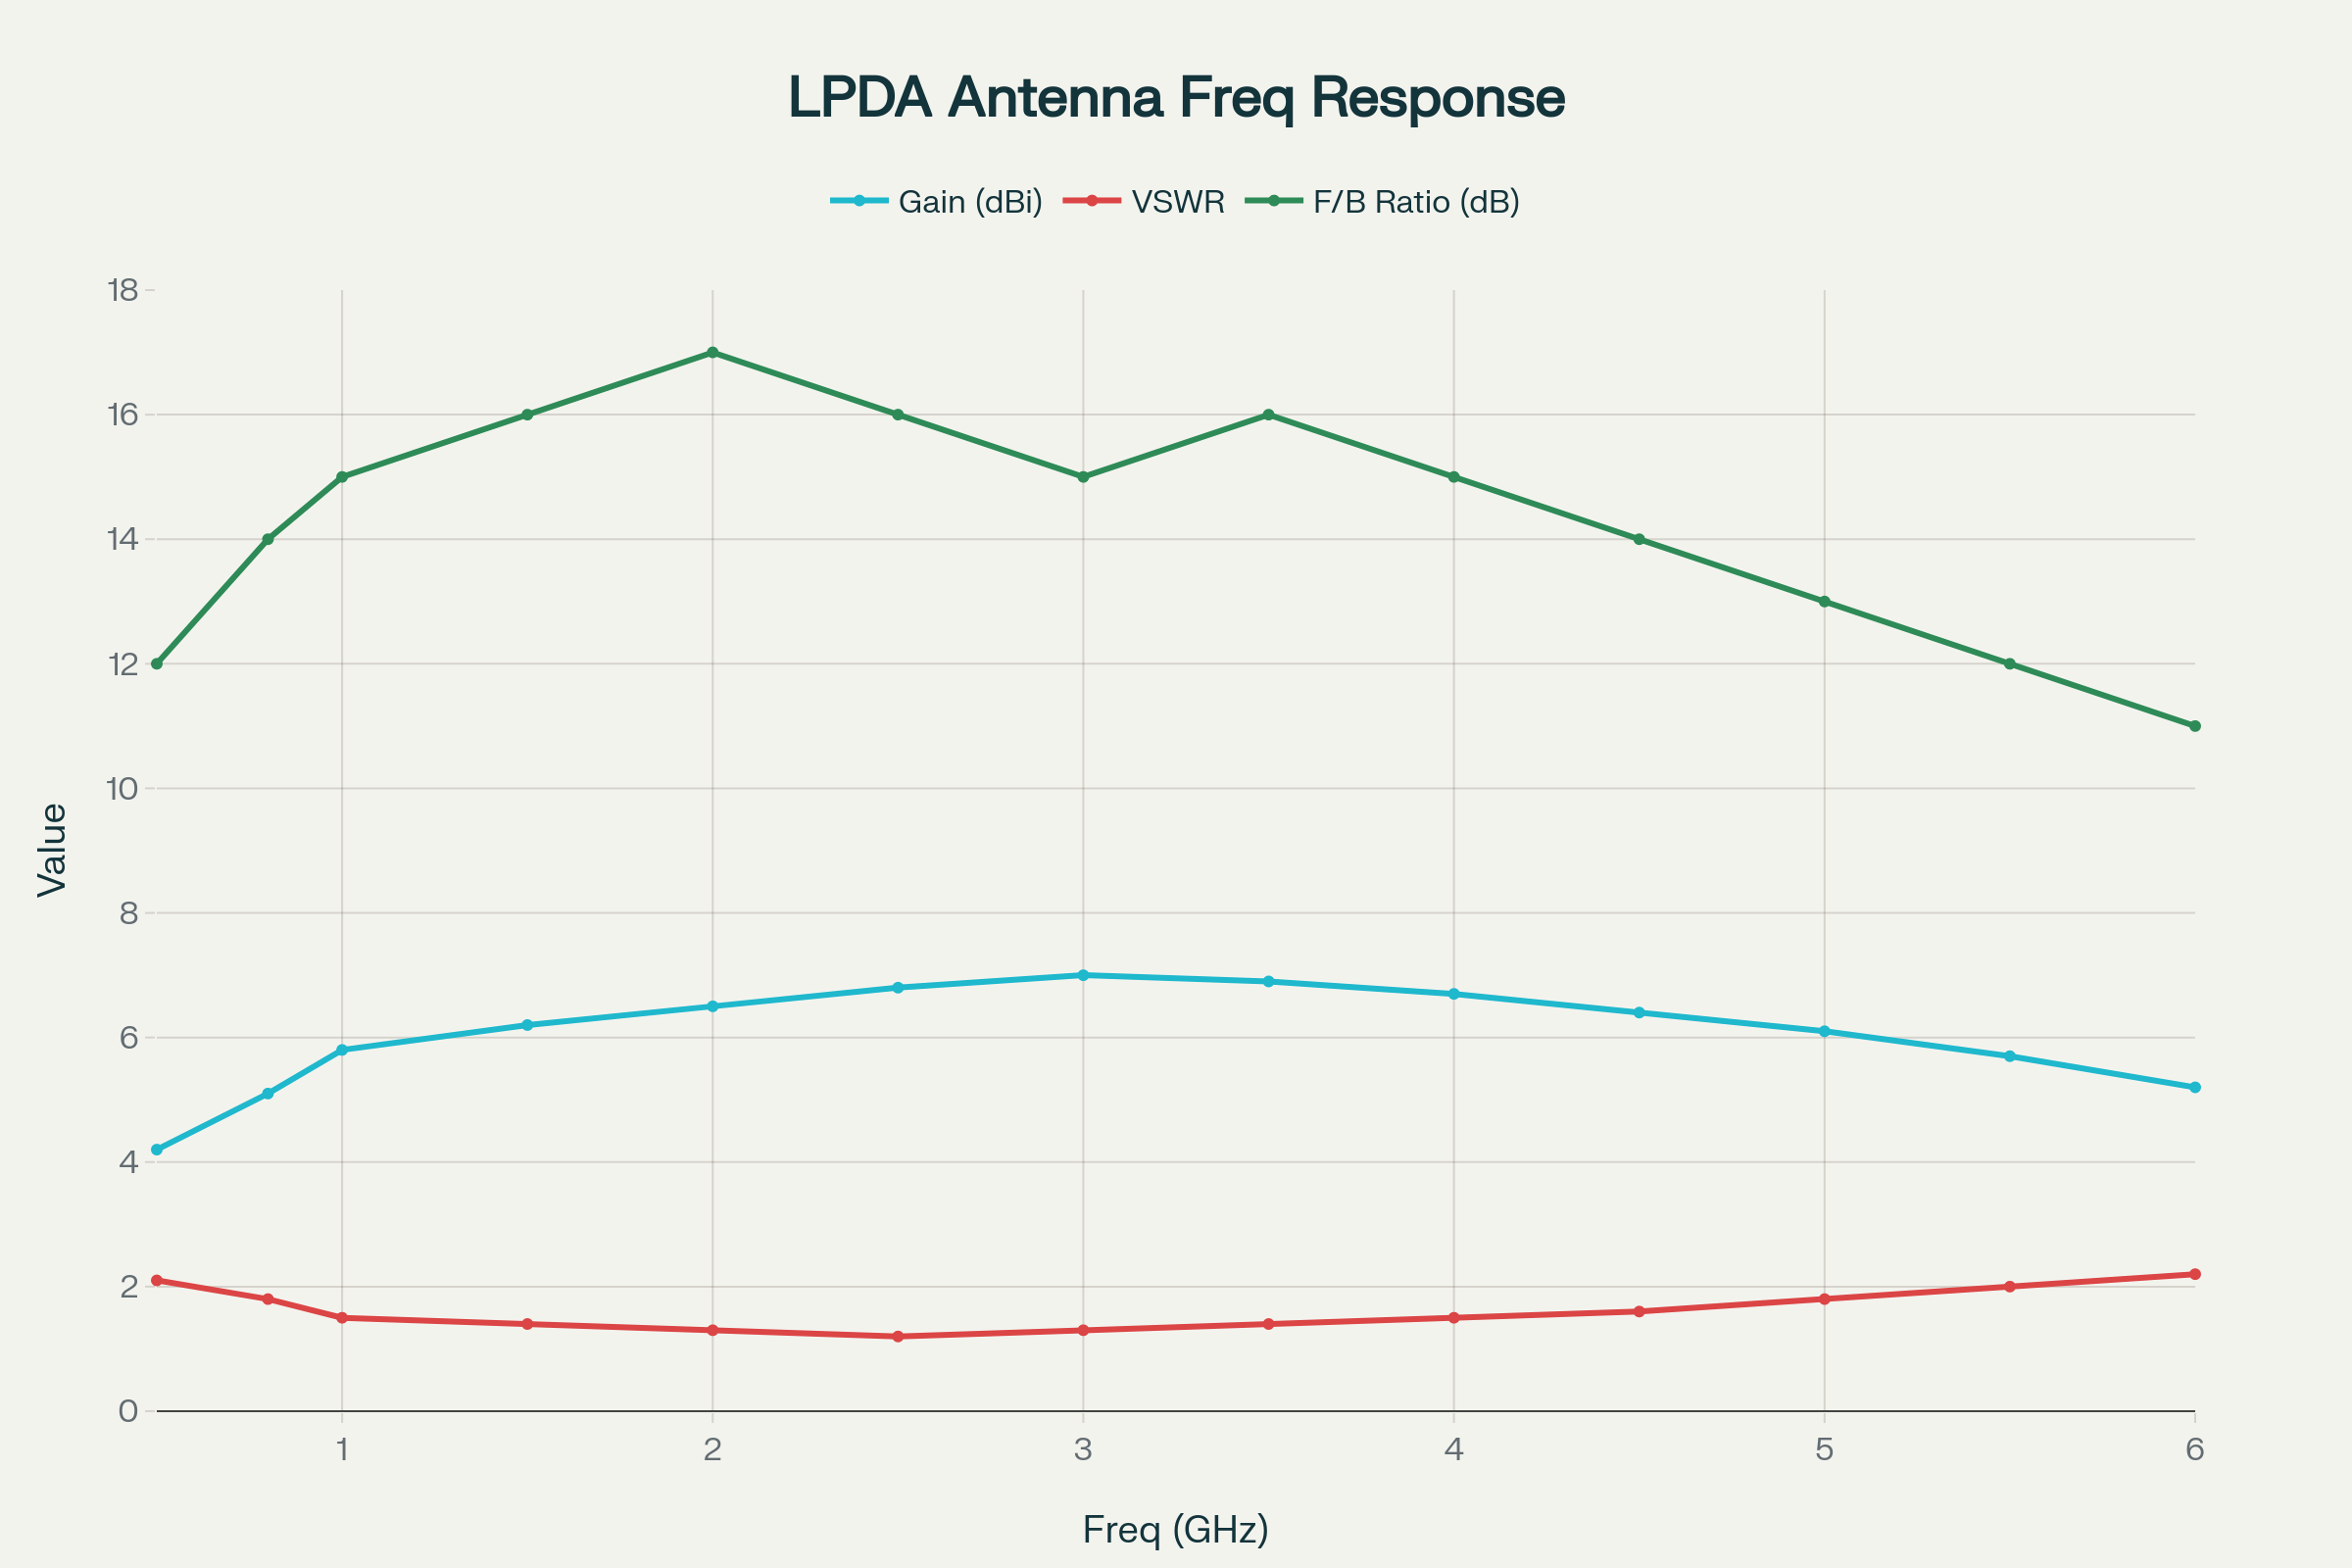 LPDA Antenna Freq Response
Gain (dBi) VSWR F/B Ratio (dB)
18
16
14
12
10
8
6
4
2
0
Value
1 2 3 4 5 6
Freq (GHz)